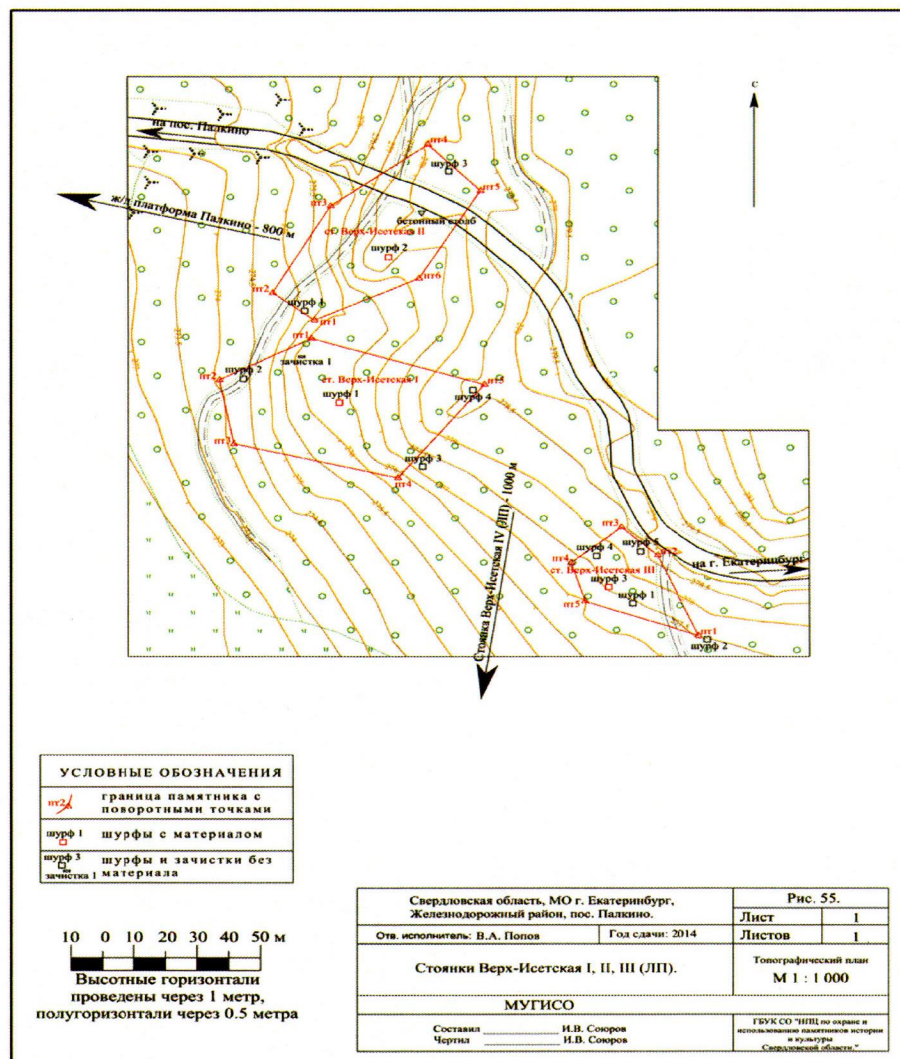 с
на пос. Палкино
ж/д платформа Палкино - 800 м
пт4
шурф 3
пт5
пт3
бетонный столб
ст. Верх-Исетская II
шурф 2
пт6
пт2
шурф 1
пт1
пт1
зачистка 1
пт2
шурф 2
ст. Верх-Исетская I
пт5
шурф 1
шурф 4
пт3
шурф 3
пт4
Стоянка Верх-Исетская IV (ЛП) - 1000 м
пт3
шурф 4
шурф 5
пт2
на г. Екатеринбург
пт4
ст. Верх-Исетская III
шурф 3
пт5
шурф 1
пт1
шурф 2
УСЛОВНЫЕ ОБОЗНАЧЕНИЯ
пт2 граница памятника с
поворотными точками
шурф 1 шурфы с материалом
шурф 3 шурфы и зачистки без
зачистка 1 материала
10 0 10 20 30 40 50 м
Высотные горизонтали
проведены через 1 метр,
полугоризонтали через 0.5 метра
Свердловская область, МО г. Екатеринбург,
Железнодорожный район, пос. Палкино.
Рис. 55.
Лист 1
Отв. исполнитель: В.А. Попов Год сдачи: 2014
Листов 1
Стоянки Верх-Исетская I, II, III (ЛП).
Топографический план
М 1 : 1 000
МУГИСО
Составил И.В. Союров
Чертил И.В. Союров
ГБУК СО "НПЦ по охране и
использованию памятников истории
и культуры
Свердловской области."